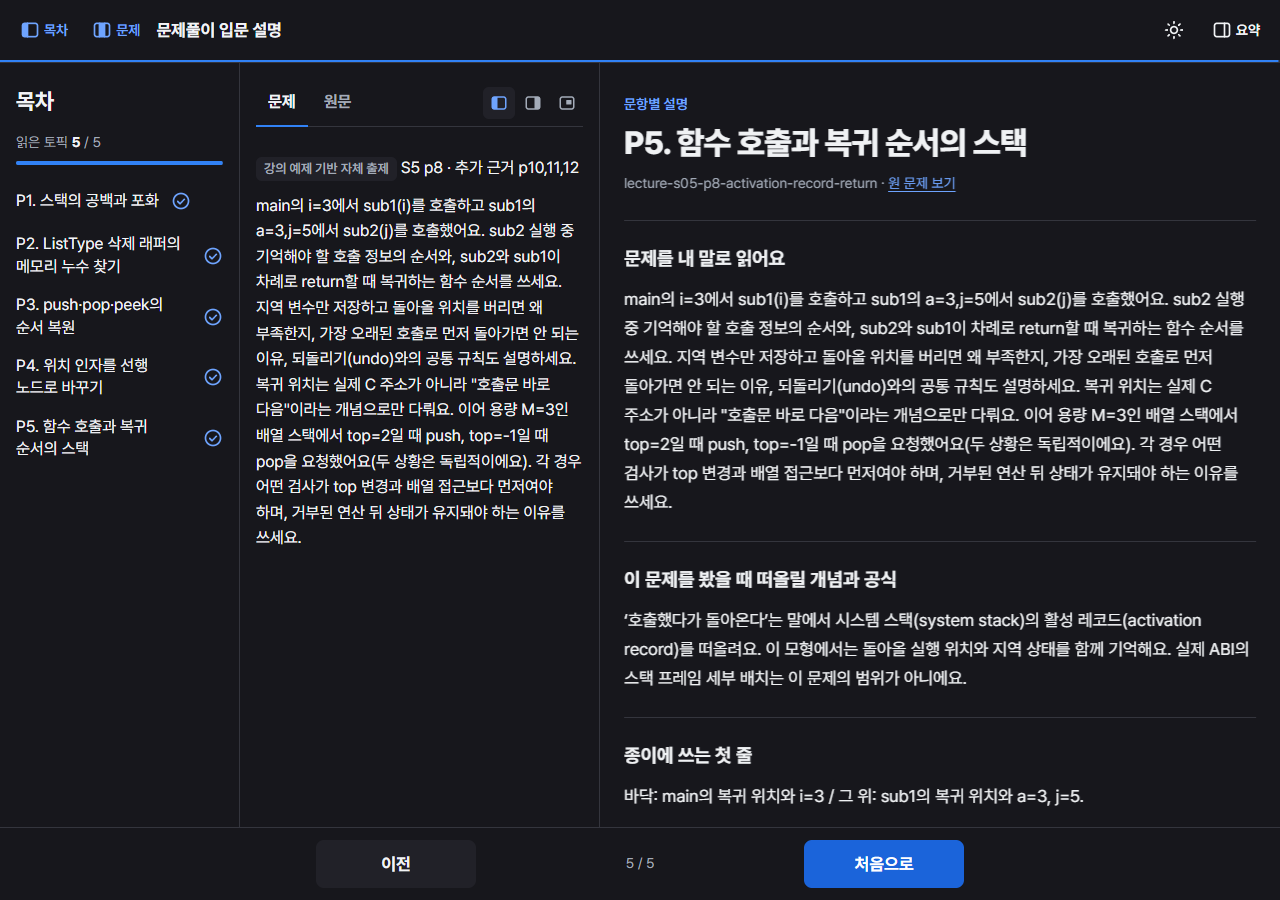 목차
문제
문제풀이 입문 설명
요약
목차
읽은 토픽 5 / 5
P1. 스택의 공백과 포화
P2. ListType 삭제 래퍼의
메모리 누수 찾기
P3. push·pop·peek의
순서 복원
P4. 위치 인자를 선행
노드로 바꾸기
P5. 함수 호출과 복귀
순서의 스택
문제
원문
강의 예제 기반 자체 출제 S5 p8 · 추가 근거 p10,11,12
main의 i=3에서 sub1(i)를 호출하고 sub1의
a=3,j=5에서 sub2(j)를 호출했어요. sub2 실행 중
기억해야 할 호출 정보의 순서와, sub2와 sub1이
차례로 return할 때 복귀하는 함수 순서를 쓰세요.
지역 변수만 저장하고 돌아올 위치를 버리면 왜
부족한지, 가장 오래된 호출로 먼저 돌아가면 안 되는
이유, 되돌리기(undo)와의 공통 규칙도 설명하세요.
복귀 위치는 실제 C 주소가 아니라 "호출문 바로
다음"이라는 개념으로만 다뤄요. 이어 용량 M=3인
배열 스택에서 top=2일 때 push, top=-1일 때
pop을 요청했어요(두 상황은 독립적이에요). 각 경우
어떤 검사가 top 변경과 배열 접근보다 먼저여야
하며, 거부된 연산 뒤 상태가 유지돼야 하는 이유를
쓰세요.
문항별 설명
P5. 함수 호출과 복귀 순서의 스택
lecture-s05-p8-activation-record-return · 원 문제 보기
문제를 내 말로 읽어요
main의 i=3에서 sub1(i)를 호출하고 sub1의 a=3,j=5에서 sub2(j)를 호출했어요. sub2 실행
중 기억해야 할 호출 정보의 순서와, sub2와 sub1이 차례로 return할 때 복귀하는 함수 순서를
쓰세요. 지역 변수만 저장하고 돌아올 위치를 버리면 왜 부족한지, 가장 오래된 호출로 먼저
돌아가면 안 되는 이유, 되돌리기(undo)와의 공통 규칙도 설명하세요. 복귀 위치는 실제 C
주소가 아니라 "호출문 바로 다음"이라는 개념으로만 다뤄요. 이어 용량 M=3인 배열 스택에서
top=2일 때 push, top=-1일 때 pop을 요청했어요(두 상황은 독립적이에요). 각 경우 어떤
검사가 top 변경과 배열 접근보다 먼저여야 하며, 거부된 연산 뒤 상태가 유지돼야 하는 이유를
쓰세요.
이 문제를 봤을 때 떠올릴 개념과 공식
‘호출했다가 돌아온다’는 말에서 시스템 스택(system stack)의 활성 레코드(activation
record)를 떠올려요. 이 모형에서는 돌아올 실행 위치와 지역 상태를 함께 기억해요. 실제 ABI의
스택 프레임 세부 배치는 이 문제의 범위가 아니에요.
종이에 쓰는 첫 줄
바닥: main의 복귀 위치와 i=3 / 그 위: sub1의 복귀 위치와 a=3, j=5.
이전
5 / 5
처음으로